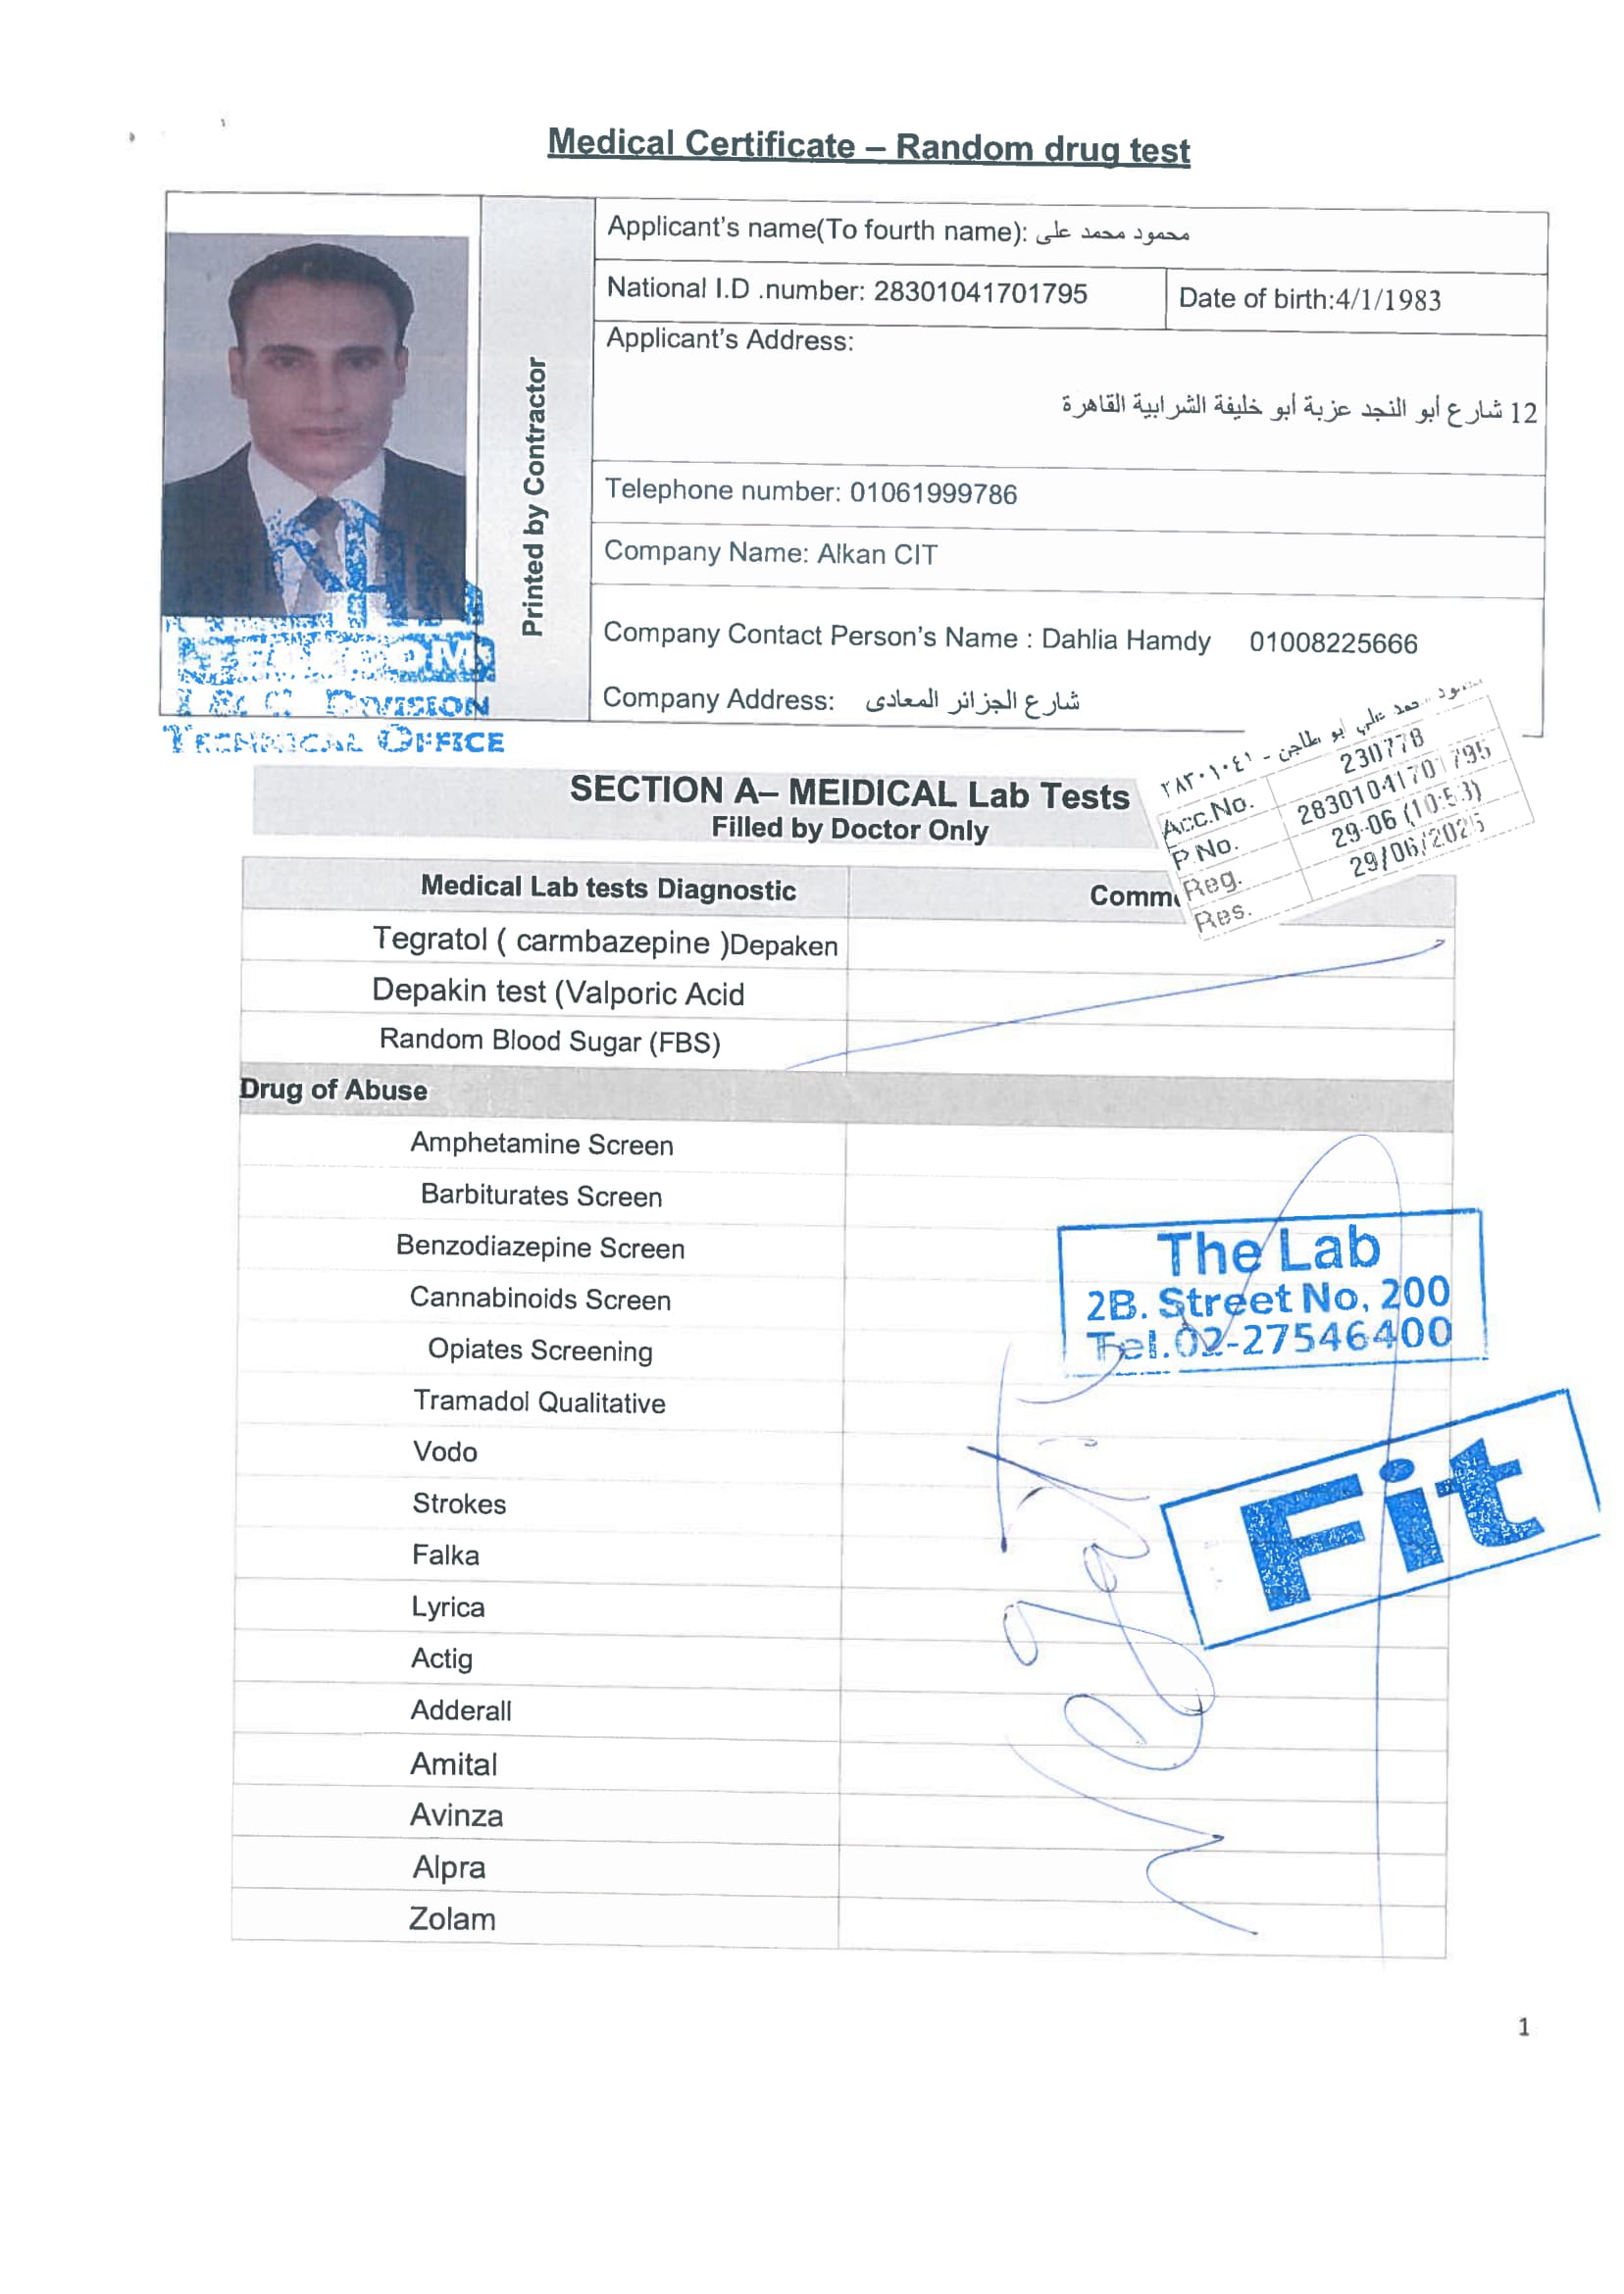 Medical Certificate – Random drug test
Printed by Contractor
Applicant's name(To fourth name): محمود محمد على
National I.D .number: 28301041701795
Date of birth:4/1/1983
Applicant's Address:
12 شارع أبو النجد عزبة أبو خليفة الشرابية القاهرة
Telephone number: 01061999786
Company Name: Alkan CIT
Company Contact Person's Name : Dahlia Hamdy 01008225666
Company Address: شارع الجزائر المعادى
DIVISION
TECHNICAL OFFICE
علي أبو طاجن - ٢٨٣٠١٠٤١
Acc.No. 230778
P.No. 28301041701795
Reg. 29-06 (10:53)
Res. 29/06/2025
SECTION A– MEIDICAL Lab Tests
Filled by Doctor Only
Medical Lab tests Diagnostic
Comm
Tegratol ( carmbazepine )Depaken
Depakin test (Valporic Acid
Random Blood Sugar (FBS)
Drug of Abuse
Amphetamine Screen
Barbiturates Screen
Benzodiazepine Screen
Cannabinoids Screen
Opiates Screening
Tramadol Qualitative
Vodo
Strokes
Falka
Lyrica
Actig
Adderall
Amital
Avinza
Alpra
Zolam
The Lab
2B. Street No. 200
Tel.02-27546400
Fit
Negative
1